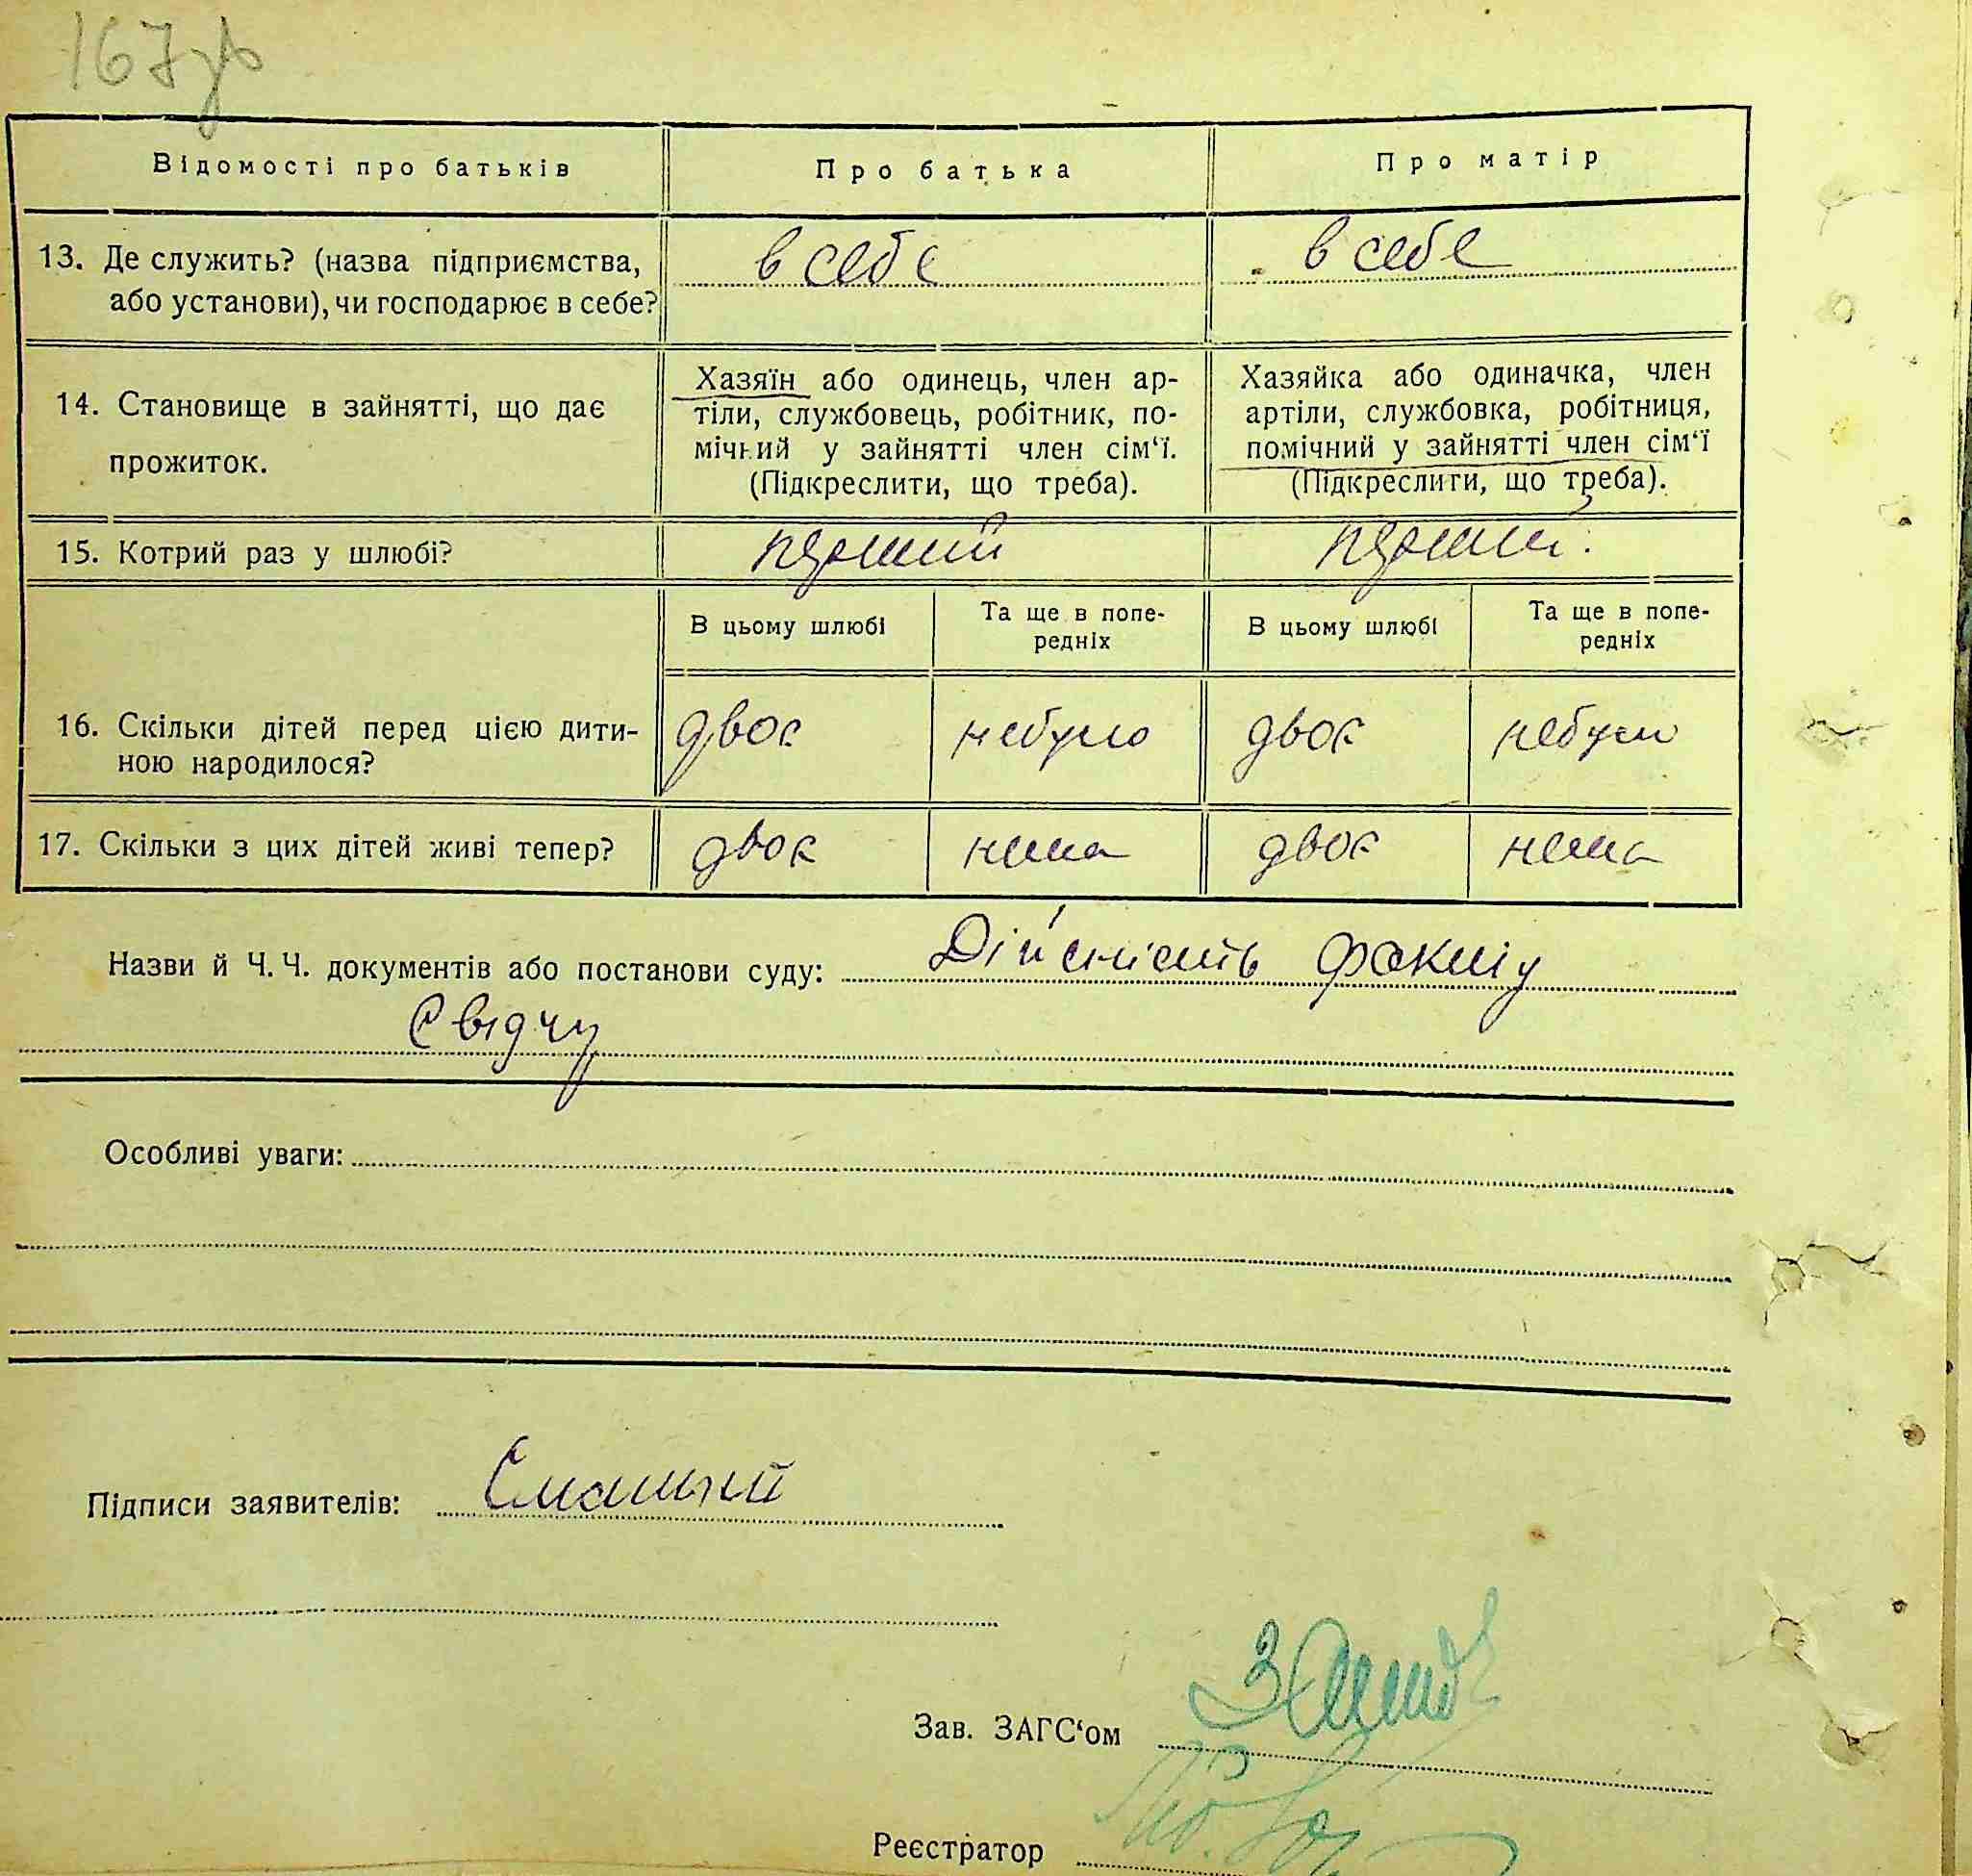 167зв
Відомості про батьків
Про батька
Про матір
13. Де служить? (назва підприємства,
або установи), чи господарює в себе?
в себе
в себе
14. Становище в зайнятті, що дає
прожиток.
Хазяїн або одинець, член ар-
тіли, службовець, робітник, по-
мічний у зайнятті член сім‘ї.
(Підкреслити, що треба).
Хазяйка або одиначка, член
артіли, службовка, робітниця,
помічний у зайнятті член сім‘ї
(Підкреслити, що треба).
15. Котрий раз у шлюбі?
перший
перший.
В цьому шлюбі
Та ще в попе-
редніх
В цьому шлюбі
Та ще в попе-
редніх
16. Скільки дітей перед цією дити-
ною народилося?
двоє
небуло
двоє
небуло
17. Скільки з цих дітей живі тепер?
двоє
нема
двоє
нема
Назви й Ч. Ч. документів або постанови суду: Дійсність факту
Свідчу
Особливі уваги:
Підписи заявителів:
Зав. ЗАГС‘ом
Реєстратор